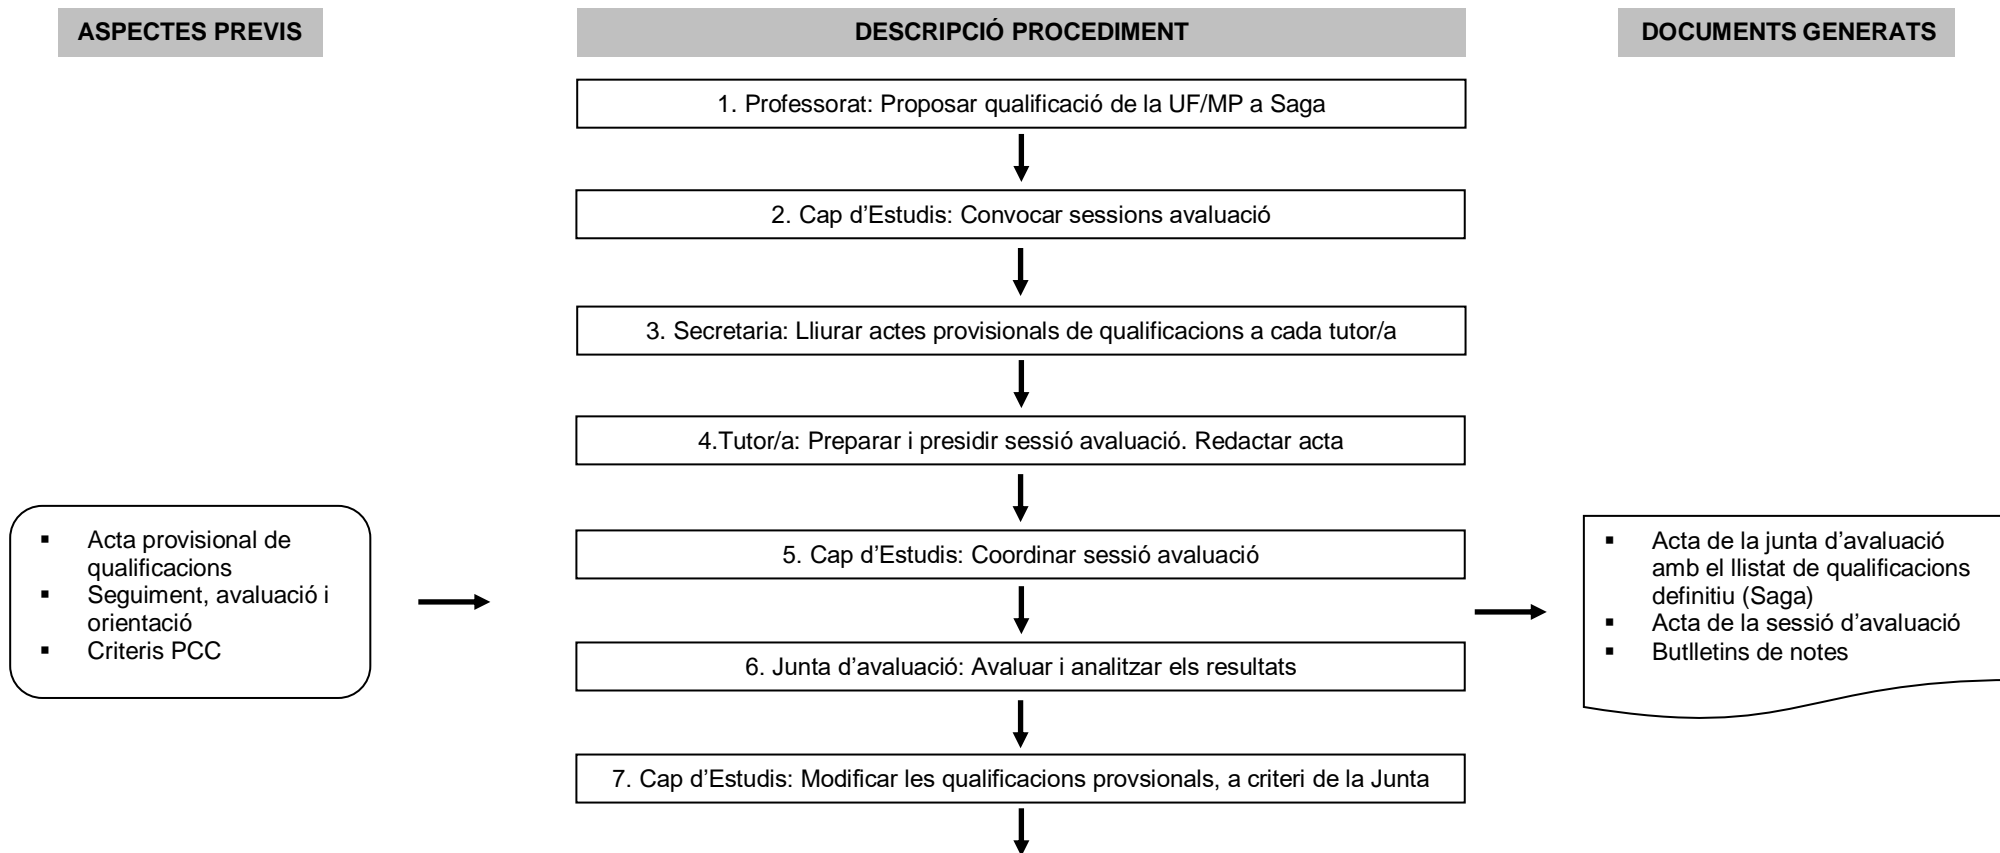 ASPECTES PREVIS
DESCRIPCIÓ PROCEDIMENT
DOCUMENTS GENERATS
1. Professorat: Proposar qualificació de la UF/MP a Saga
2. Cap d’Estudis: Convocar sessions avaluació
3. Secretaria: Lliurar actes provisionals de qualificacions a cada tutor/a
4.Tutor/a: Preparar i presidir sessió avaluació. Redactar acta
5. Cap d’Estudis: Coordinar sessió avaluació
6. Junta d’avaluació: Avaluar i analitzar els resultats
7. Cap d’Estudis: Modificar les qualificacions provsionals, a criteri de la Junta
▪ Acta provisional de
qualificacions
▪ Seguiment, avaluació i
orientació
▪ Criteris PCC
▪ Acta de la junta d’avaluació
amb el llistat de qualificacions
definitiu (Saga)
▪ Acta de la sessió d’avaluació
▪ Butlletins de notes